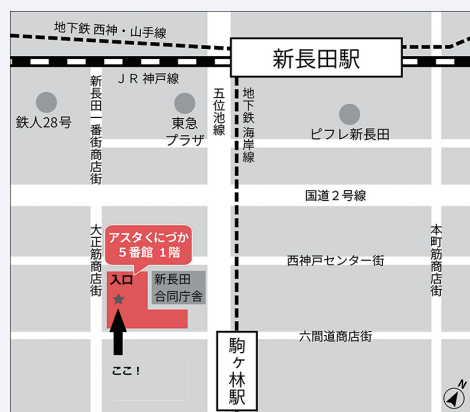 地下鉄 西神・山手線
新長田駅
JR 神戸線
新長田一番街商店街
五位池線
地下鉄 海岸線
鉄人28号
東急
プラザ
ピフレ新長田
国道2号線
大正筋商店街
アスタくにづか
5番館 1階
本町筋商店街
西神戸センター街
入口
新長田
合同庁舎
六間道商店街
駒ヶ林駅
ここ!
N